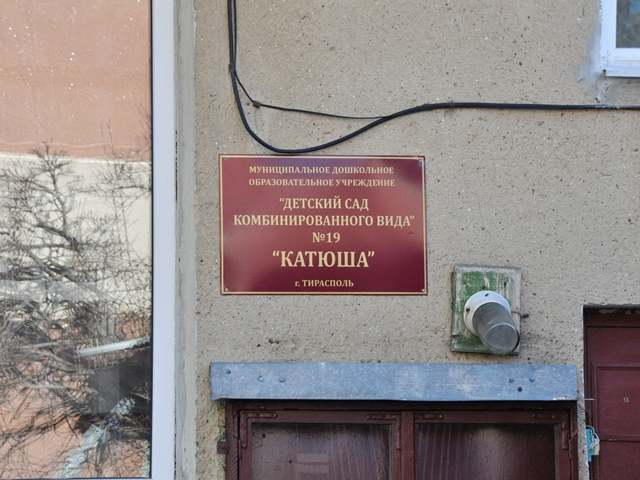 МУНИЦИПАЛЬНОЕ ДОШКОЛЬНОЕ
ОБРАЗОВАТЕЛЬНОЕ УЧРЕЖДЕНИЕ
"ДЕТСКИЙ САД
КОМБИНИРОВАННОГО ВИДА"
№19
"КАТЮША"
г. ТИРАСПОЛЬ